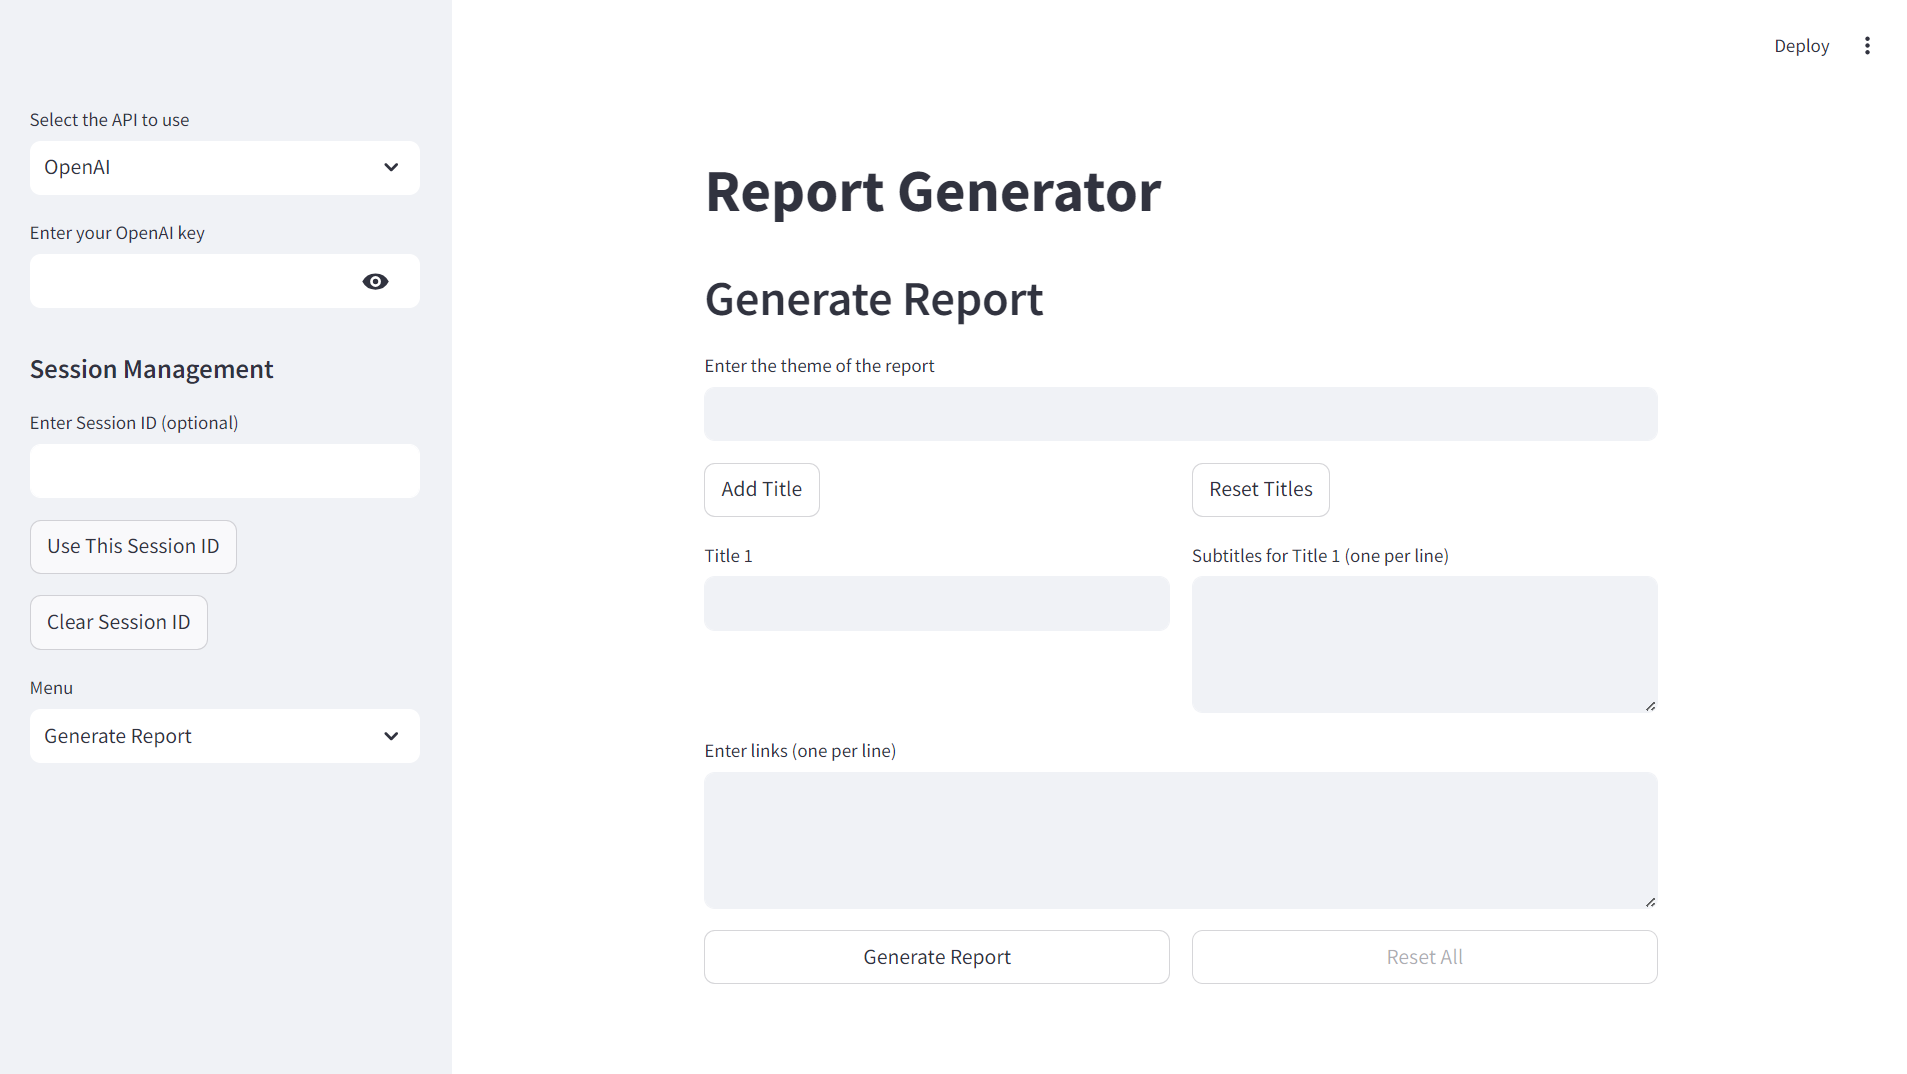 Deploy
Select the API to use
OpenAI
Enter your OpenAI key
Session Management
Enter Session ID (optional)
Use This Session ID
Clear Session ID
Menu
Generate Report
Report Generator
Generate Report
Enter the theme of the report
Add Title
Reset Titles
Title 1
Subtitles for Title 1 (one per line)
Enter links (one per line)
Generate Report
Reset All